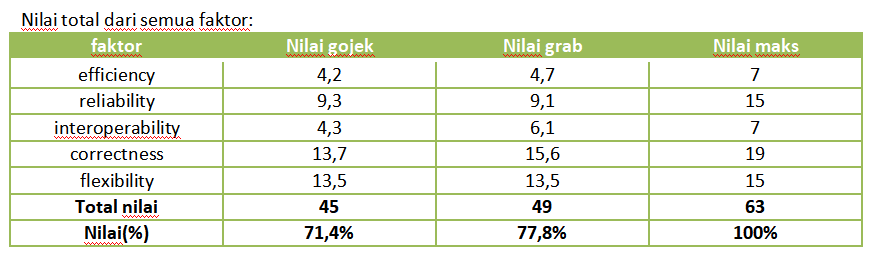 Nilai total dari semua faktor:
faktor Nilai gojek Nilai grab Nilai maks
efficiency 4,2 4,7 7
reliability 9,3 9,1 15
interoperability 4,3 6,1 7
correctness 13,7 15,6 19
flexibility 13,5 13,5 15
Total nilai 45 49 63
Nilai(%) 71,4% 77,8% 100%